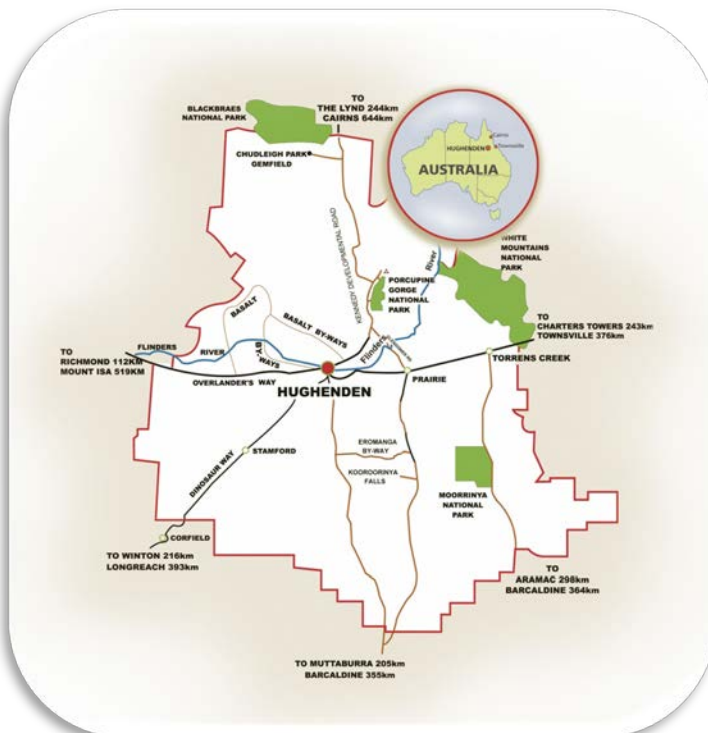 TO
THE LYND 244km
CAIRNS 644km
BLACKBRAES
NATIONAL PARK
CHUDLEIGH PARK
GEMFIELD
Cairns
Townsville
HUGHENDEN
AUSTRALIA
KENNEDY DEVELOPMENTAL ROAD
WHITE
MOUNTAINS
NATIONAL
PARK
River
PORCUPINE
GORGE
NATIONAL
PARK
BASALT
BY-WAYS
BASALT BY-WAYS
TO
CHARTERS TOWERS 243km
TOWNSVILLE 376km
FLINDERS
RIVER
Flinders
TO
RICHMOND 112KM
MOUNT ISA 519KM
OVERLANDER'S WAY
HUGHENDEN
PRAIRIE
TORRENS CREEK
DINOSAUR WAY
STAMFORD
EROMANGA
BY-WAY
KOOROORINYA
FALLS
MOORRINYA
NATIONAL
PARK
CORFIELD
TO WINTON 216km
LONGREACH 393km
TO
ARAMAC 298km
BARCALDINE 364km
TO MUTTABURRA 205km
BARCALDINE 355km